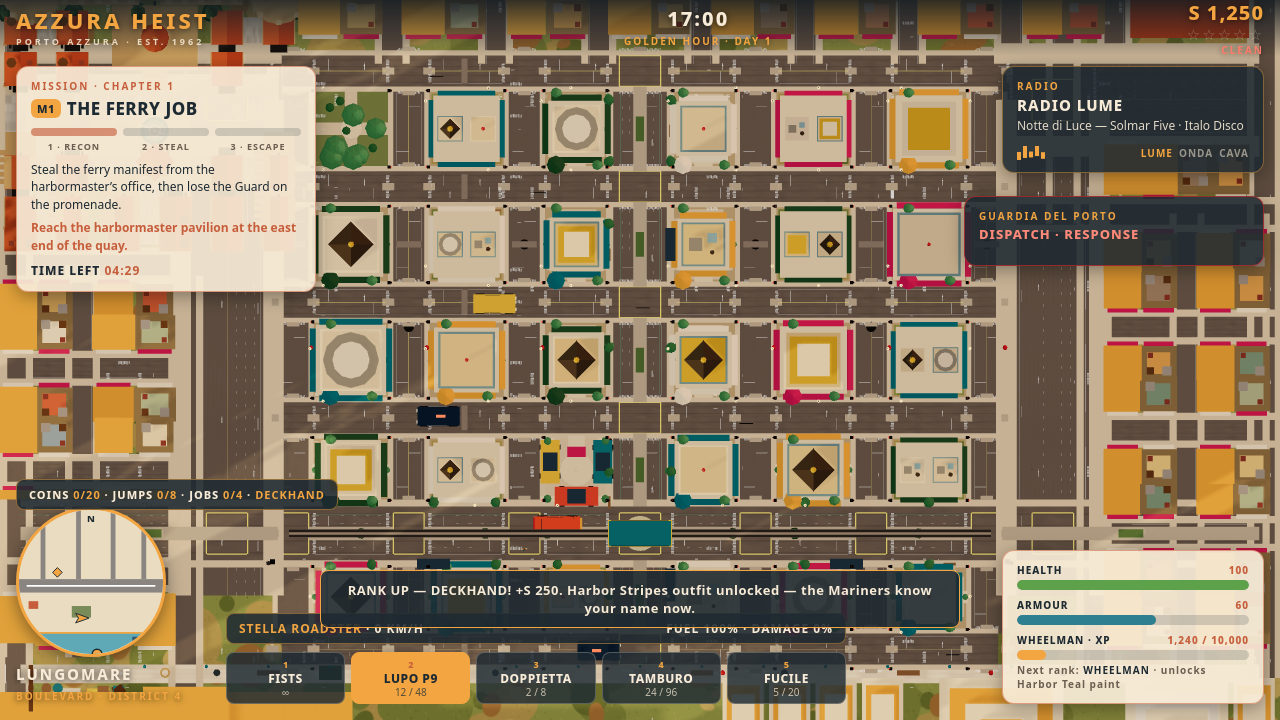 AZZURA HEIST
PORTO AZZURA · EST. 1962
17:00
GOLDEN HOUR · DAY 1
S 1,250
☆☆☆☆☆
CLEAN
MISSION · CHAPTER 1
M1 THE FERRY JOB
1 · RECON 2 · STEAL 3 · ESCAPE
Steal the ferry manifest from the
harbormaster’s office, then lose the Guard on
the promenade.
Reach the harbormaster pavilion at the east
end of the quay.
TIME LEFT 04:29
RADIO
RADIO LUME
Notte di Luce — Solmar Five · Italo Disco
LUME ONDA CAVA
GUARDIA DEL PORTO
DISPATCH · RESPONSE
COINS 0/20 · JUMPS 0/8 · JOBS 0/4 · DECKHAND
N
LUNGOMARE
BOULEVARD · DISTRICT 4
RANK UP — DECKHAND! +S 250. Harbor Stripes outfit unlocked — the Mariners know
your name now.
STELLA ROADSTER · 0 KM/H FUEL 100% · DAMAGE 0%
1 FISTS ∞
2 LUPO P9 12 / 48
3 DOPPIETTA 2 / 8
4 TAMBURO 24 / 96
5 FUCILE 5 / 20
HEALTH 100
ARMOUR 60
WHEELMAN · XP 1,240 / 10,000
Next rank: WHEELMAN · unlocks
Harbor Teal paint